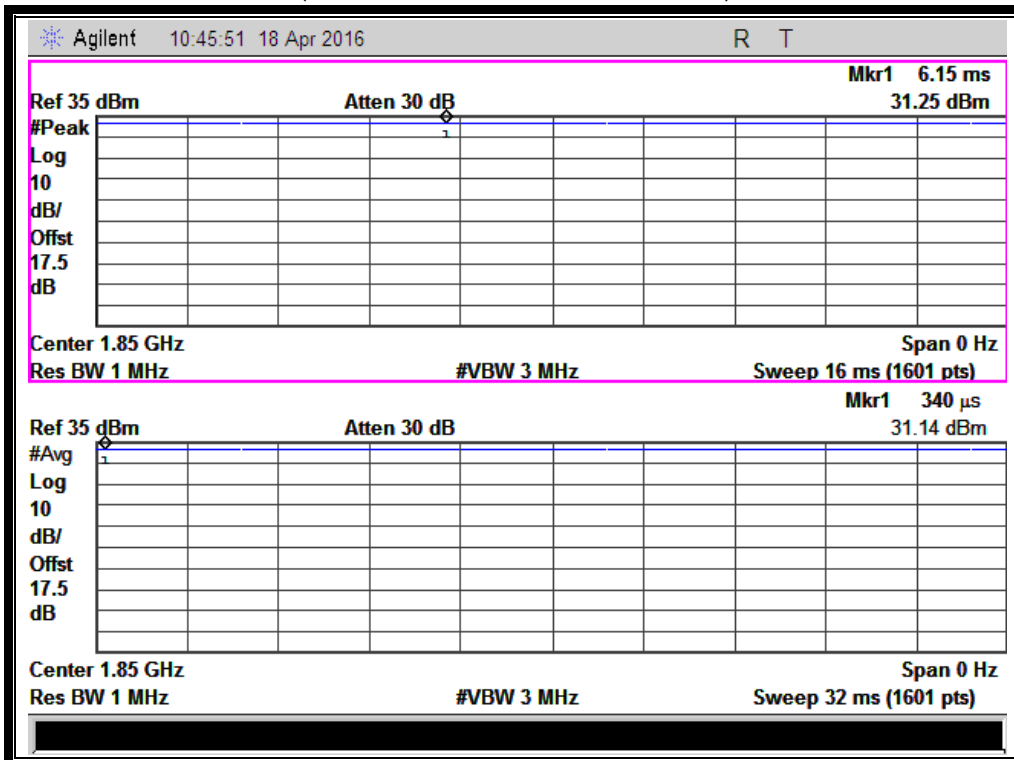 Agilent 10:45:51 18 Apr 2016 R T
Mkr1 6.15 ms
Ref 35 dBm Atten 30 dB 31.25 dBm
#Peak
1
Log
10
dB/
Offst
17.5
dB
Center 1.85 GHz Span 0 Hz
Res BW 1 MHz #VBW 3 MHz Sweep 16 ms (1601 pts)
Mkr1 340 µs
Ref 35 dBm Atten 30 dB 31.14 dBm
#Avg
1
Log
10
dB/
Offst
17.5
dB
Center 1.85 GHz Span 0 Hz
Res BW 1 MHz #VBW 3 MHz Sweep 32 ms (1601 pts)